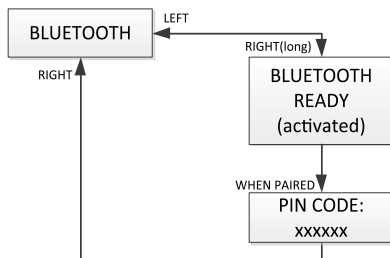 LEFT
BLUETOOTH
RIGHT(long)
RIGHT
BLUETOOTH
READY
(activated)
WHEN PAIRED
PIN CODE:
xxxxxx